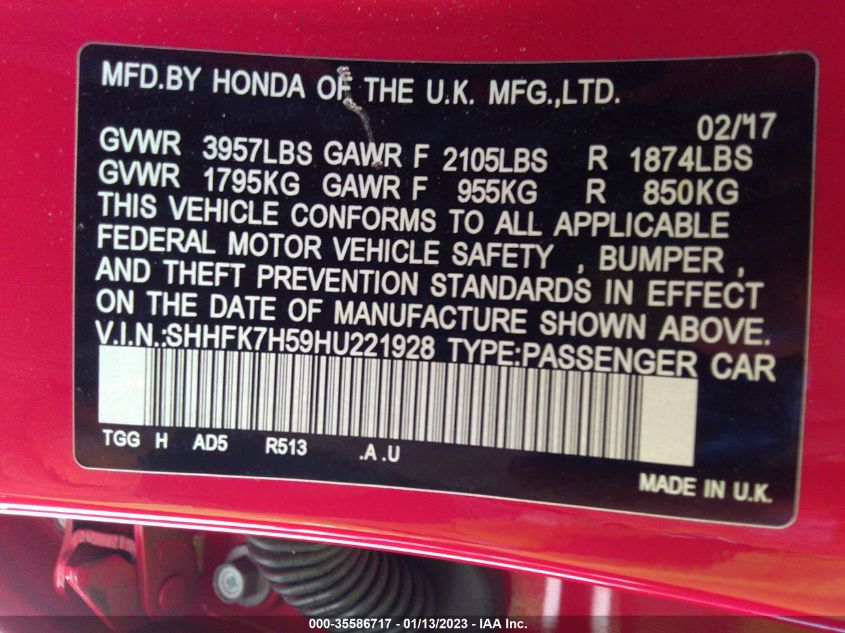 MFD.BY HONDA OF THE U.K. MFG.,LTD.
02/17
GVWR 3957LBS GAWR F 2105LBS R 1874LBS
GVWR 1795KG GAWR F 955KG R 850KG
THIS VEHICLE CONFORMS TO ALL APPLICABLE
FEDERAL MOTOR VEHICLE SAFETY , BUMPER ,
AND THEFT PREVENTION STANDARDS IN EFFECT
ON THE DATE OF MANUFACTURE SHOWN ABOVE.
V.I.N.:SHHFK7H59HU221928 TYPE:PASSENGER CAR
TGG H AD5 R513 .A .U
MADE IN U.K.
000-35586717 - 01/13/2023 - IAA Inc.